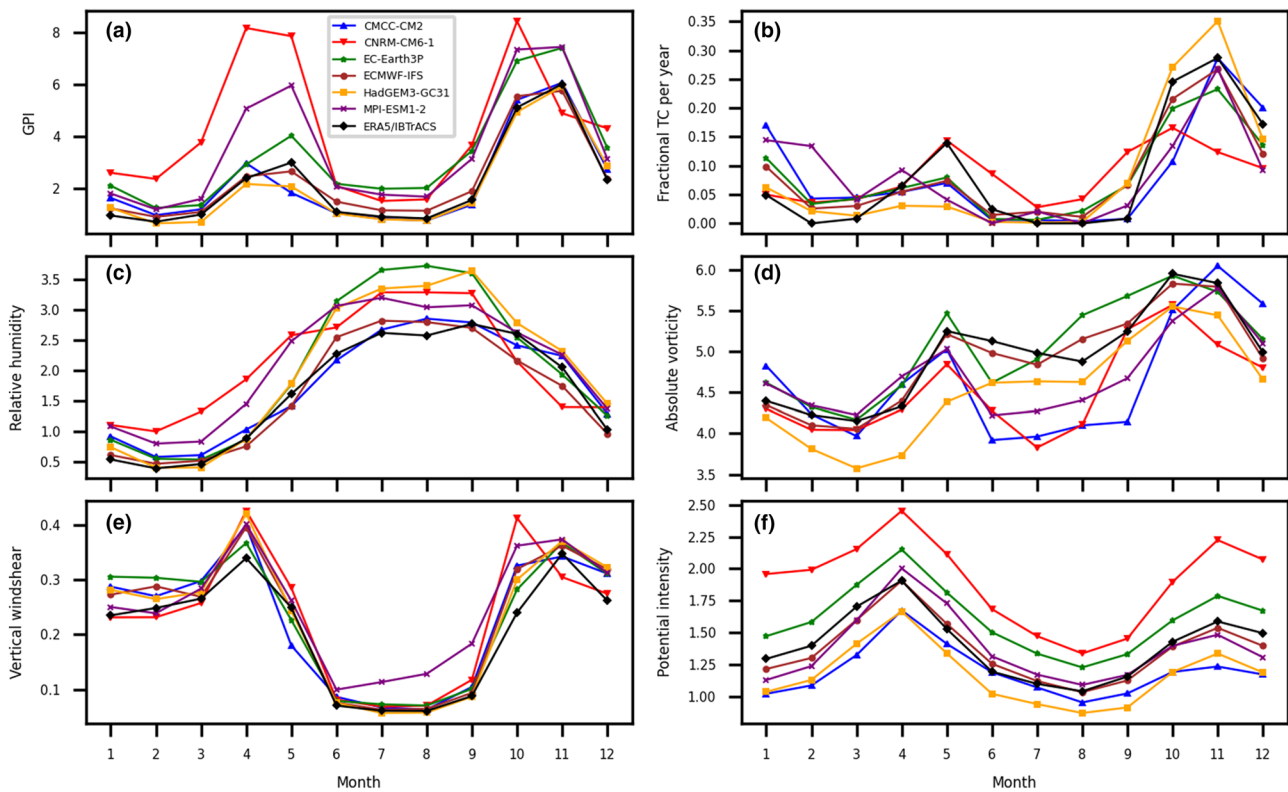 (a)
GPI
8
6
4
2
CMCC-CM2
CNRM-CM6-1
EC-Earth3P
ECMWF-IFS
HadGEM3-GC31
MPI-ESM1-2
ERA5/IBTrACS
(b)
Fractional TC per year
0.35
0.30
0.25
0.20
0.15
0.10
0.05
0.00
(c)
Relative humidity
3.5
3.0
2.5
2.0
1.5
1.0
0.5
(d)
Absolute vorticity
6.0
5.5
5.0
4.5
4.0
3.5
(e)
Vertical windshear
0.4
0.3
0.2
0.1
1 2 3 4 5 6 7 8 9 10 11 12
Month
(f)
Potential intensity
2.50
2.25
2.00
1.75
1.50
1.25
1.00
1 2 3 4 5 6 7 8 9 10 11 12
Month